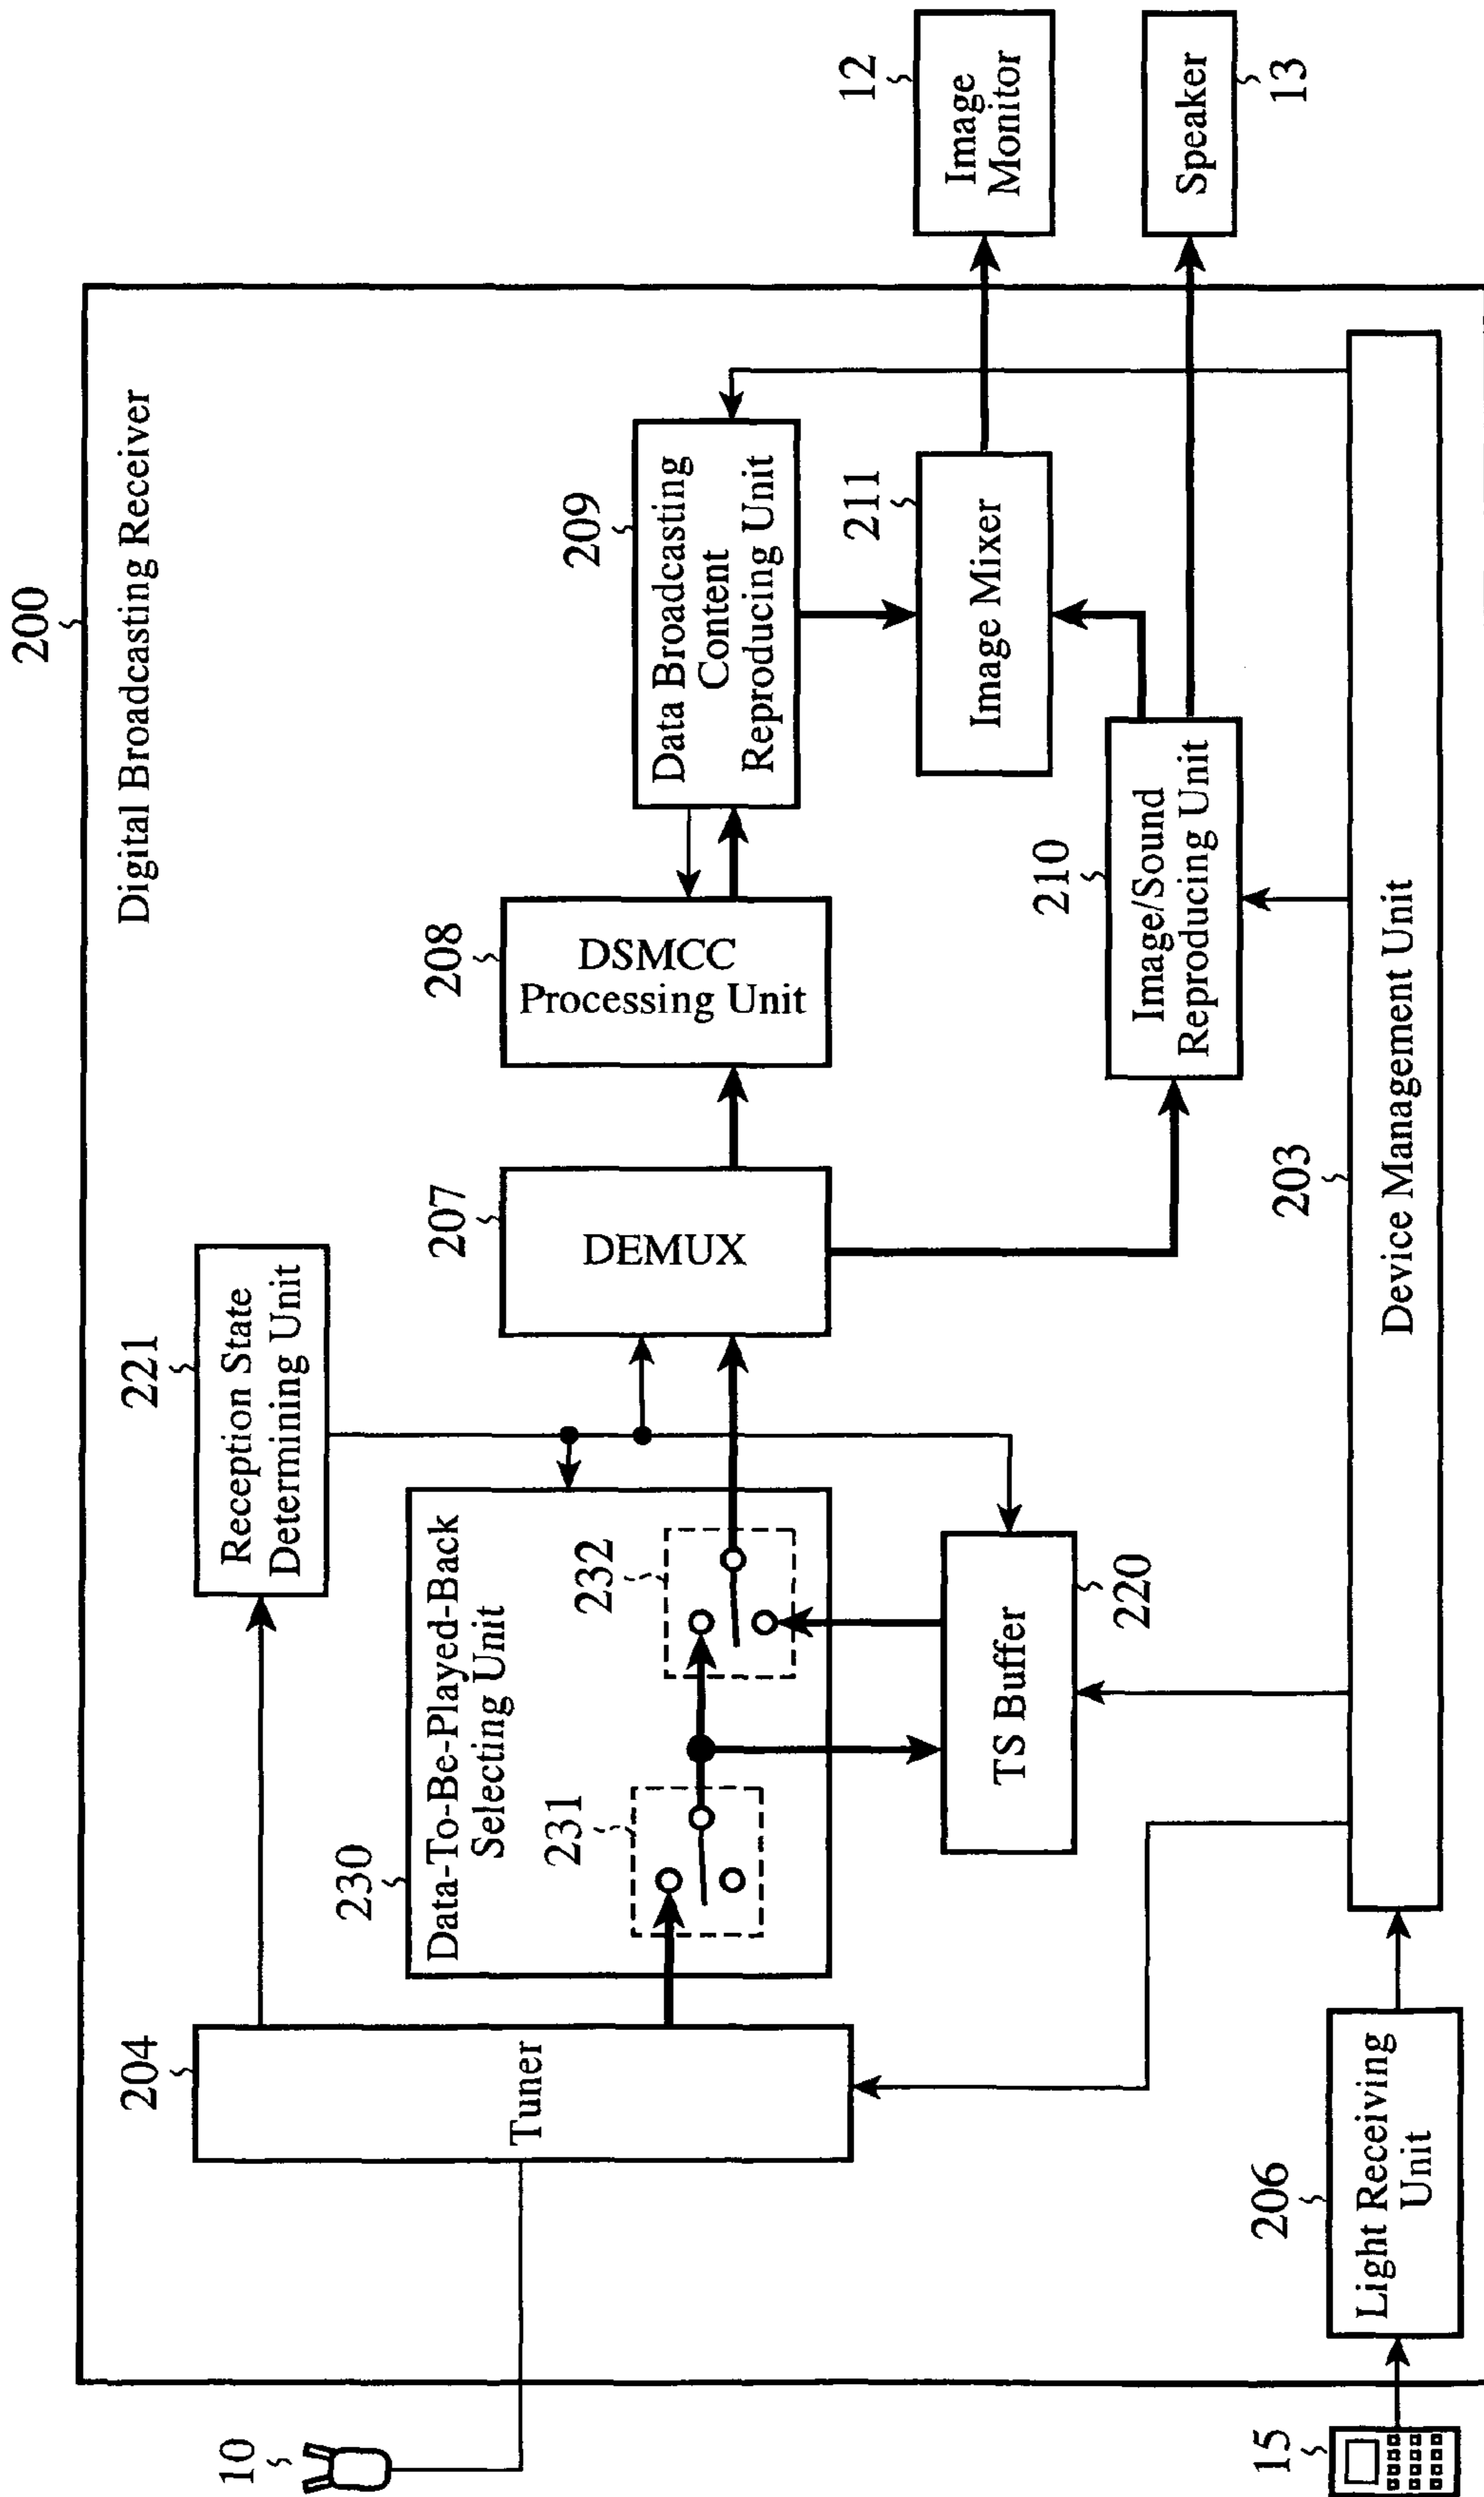 200
Digital Broadcasting Receiver
10
204
Tuner
221
Reception State
Determining Unit
230
Data-To-Be-Played-Back
Selecting Unit
231
232
207
DEMUX
208
DSMCC
Processing Unit
209
Data Broadcasting
Content
Reproducing Unit
211
Image Mixer
12
Image
Monitor
Speaker
13
210
Image/Sound
Reproducing Unit
TS Buffer
220
203
Device Management Unit
206
Light Receiving
Unit
15